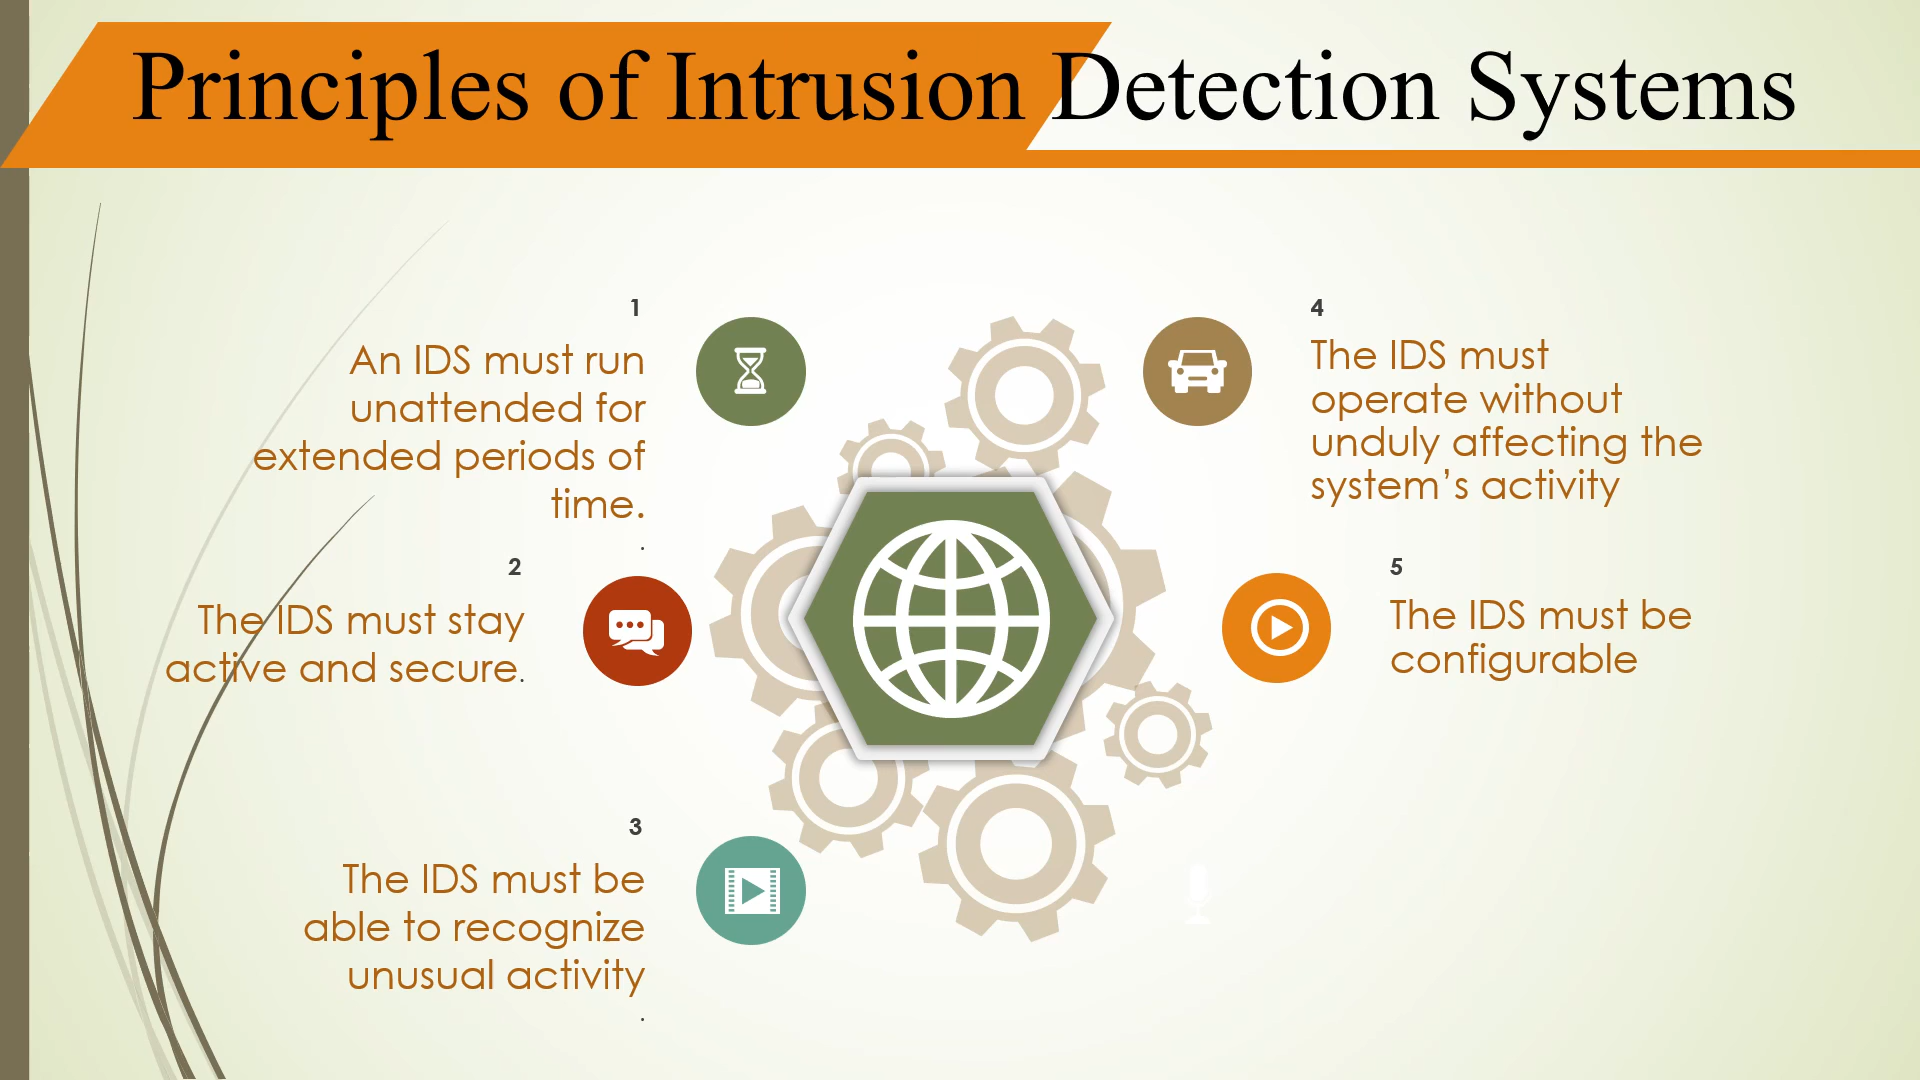 Principles of Intrusion Detection Systems
1
An IDS must run
unattended for
extended periods of
time.
.
2
The IDS must stay
active and secure.
3
The IDS must be
able to recognize
unusual activity
.
4
The IDS must
operate without
unduly affecting the
system’s activity
5
The IDS must be
configurable